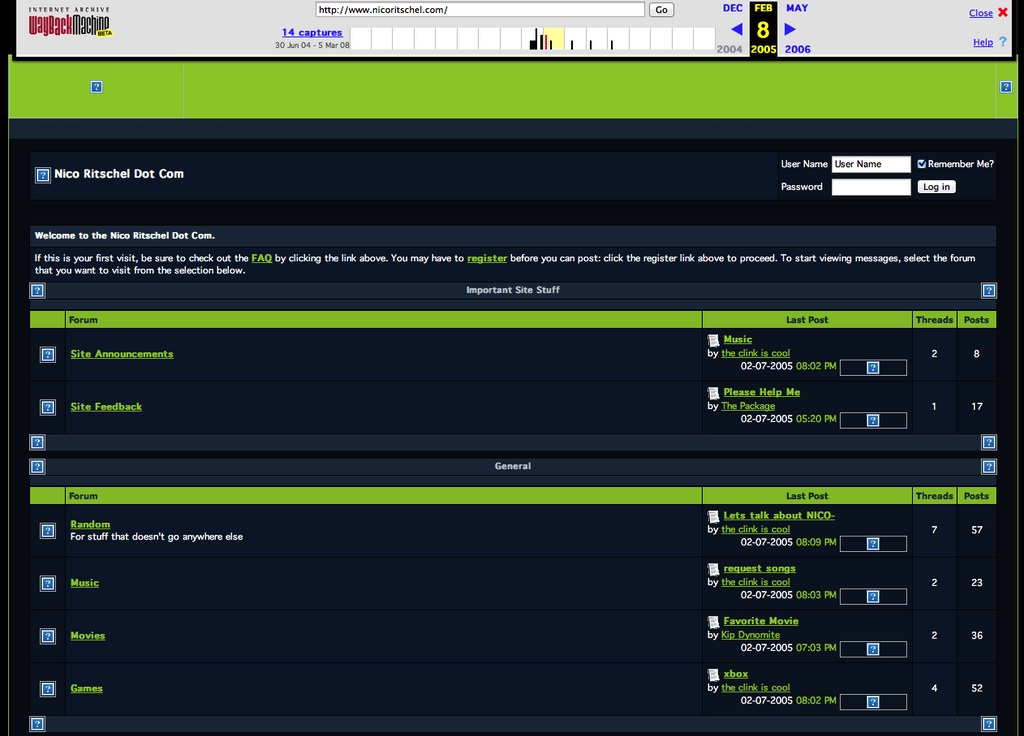 INTERNET ARCHIVE
WayBackMachine
BETA
http://www.nicoritschel.com/
Go
14 captures
30 Jun 04 - 5 Mar 08
DEC FEB MAY
8
2004 2005 2006
Close
Help ?
Nico Ritschel Dot Com
User Name User Name Remember Me?
Password Log in
Welcome to the Nico Ritschel Dot Com.
If this is your first visit, be sure to check out the FAQ by clicking the link above. You may have to register before you can post: click the register link above to proceed. To start viewing messages, select the forum
that you want to visit from the selection below.
Important Site Stuff
Forum Last Post Threads Posts
Site Announcements
Music
by the clink is cool
02-07-2005 08:02 PM
2 8
Site Feedback
Please Help Me
by The Package
02-07-2005 05:20 PM
1 17
General
Forum Last Post Threads Posts
Random
For stuff that doesn't go anywhere else
Lets talk about NICO-
by the clink is cool
02-07-2005 08:09 PM
7 57
Music
request songs
by the clink is cool
02-07-2005 08:03 PM
2 23
Movies
Favorite Movie
by Kip Dynomite
02-07-2005 07:03 PM
2 36
Games
xbox
by the clink is cool
02-07-2005 08:02 PM
4 52